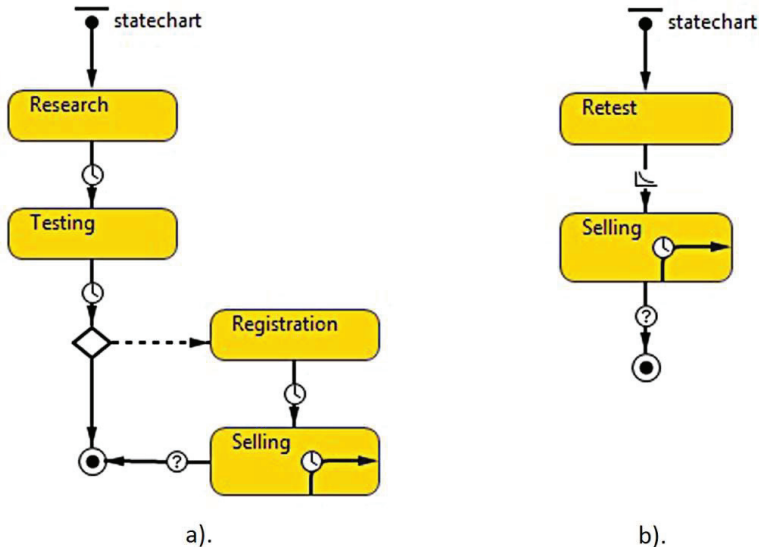 statechart
Research
Testing
Registration
Selling
?
a).
statechart
Retest
Selling
?
b).